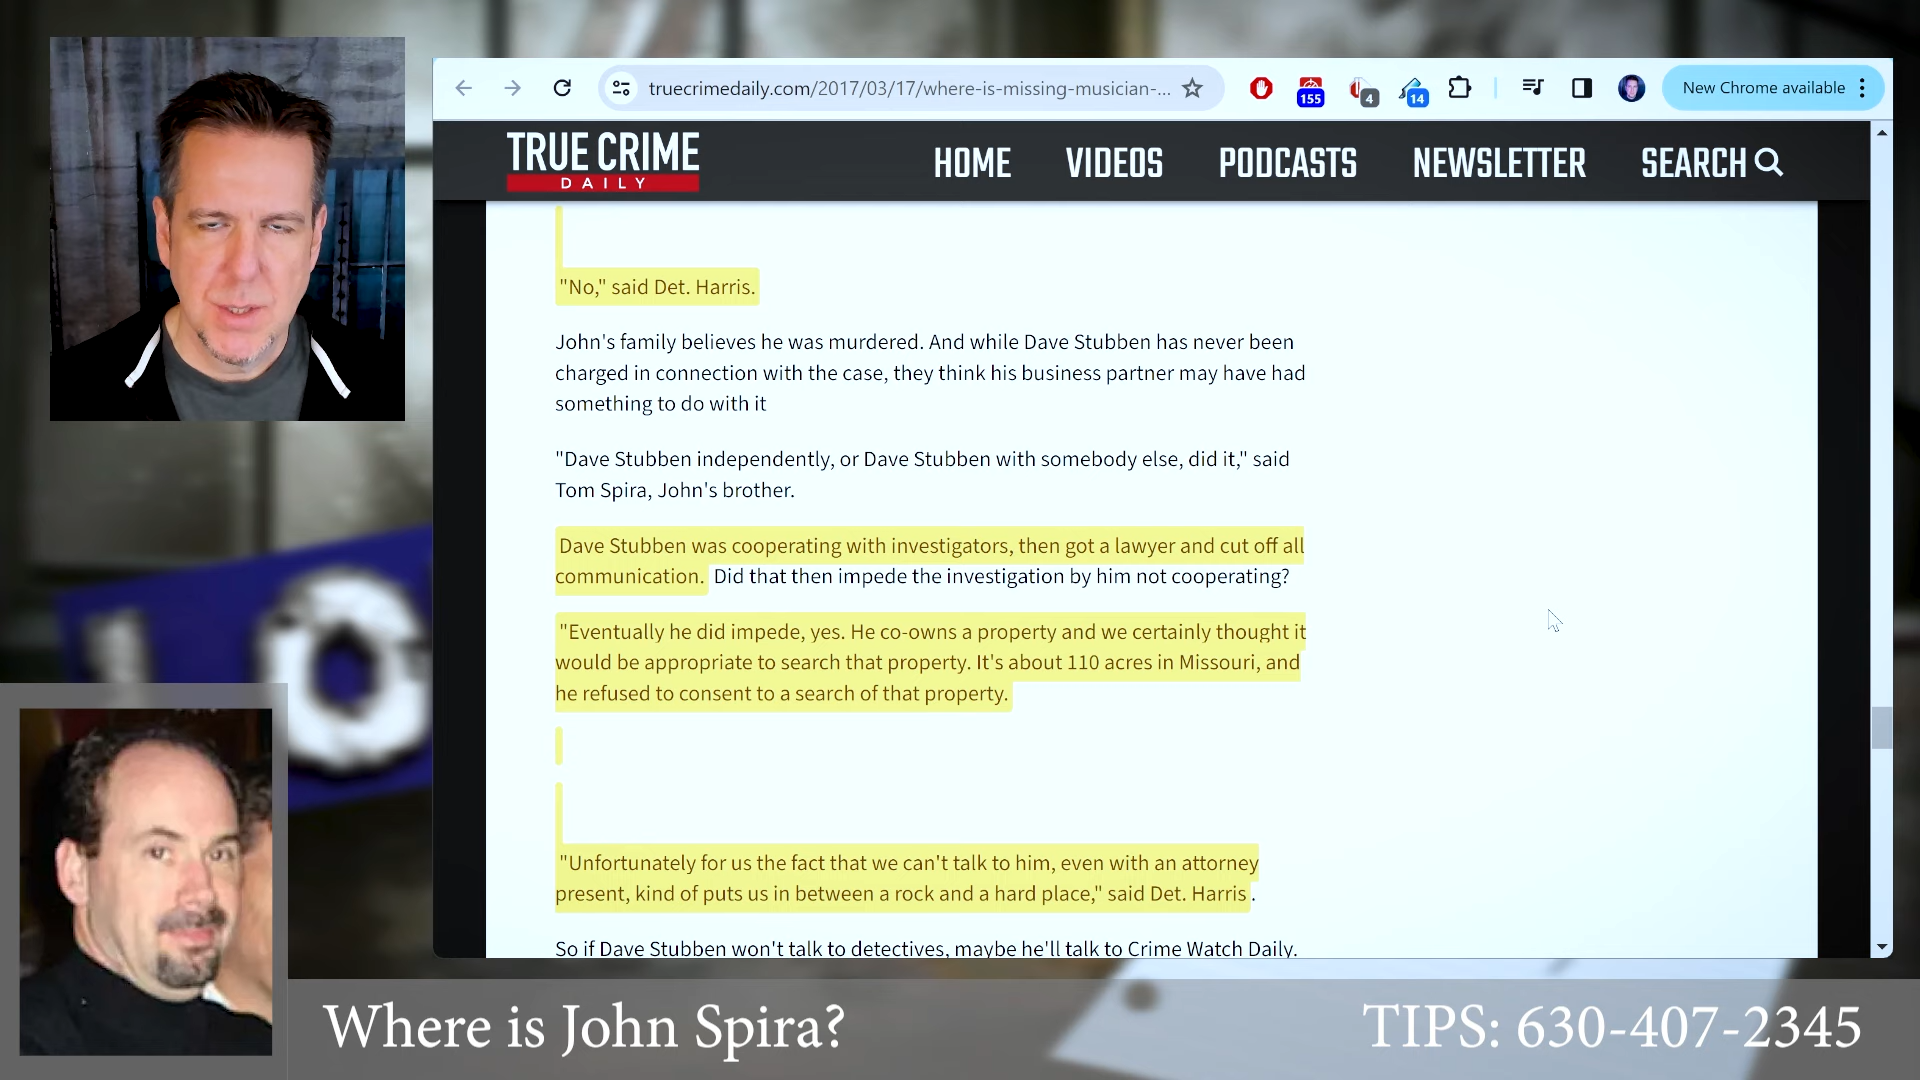 truecrimedaily.com/2017/03/17/where-is-missing-musician-...
155
4
14
New Chrome available
TRUE CRIME
DAILY
HOME
VIDEOS
PODCASTS
NEWSLETTER
SEARCH
"No," said Det. Harris.
John's family believes he was murdered. And while Dave Stubben has never been
charged in connection with the case, they think his business partner may have had
something to do with it
"Dave Stubben independently, or Dave Stubben with somebody else, did it," said
Tom Spira, John's brother.
Dave Stubben was cooperating with investigators, then got a lawyer and cut off all
communication. Did that then impede the investigation by him not cooperating?
"Eventually he did impede, yes. He co-owns a property and we certainly thought it
would be appropriate to search that property. It's about 110 acres in Missouri, and
he refused to consent to a search of that property.
"Unfortunately for us the fact that we can't talk to him, even with an attorney
present, kind of puts us in between a rock and a hard place," said Det. Harris.
So if Dave Stubben won't talk to detectives, maybe he'll talk to Crime Watch Daily.
Where is John Spira?
TIPS: 630-407-2345